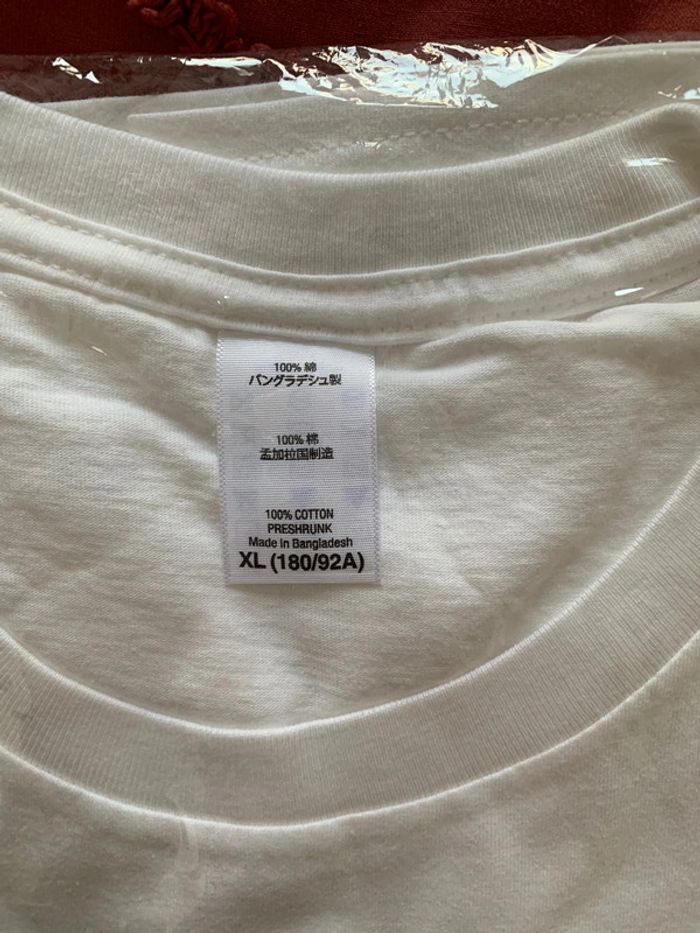 100% 綿
バングラデシュ製
100% 棉
孟加拉国制造
100% COTTON
PRESHRUNK
Made in Bangladesh
XL (180/92A)